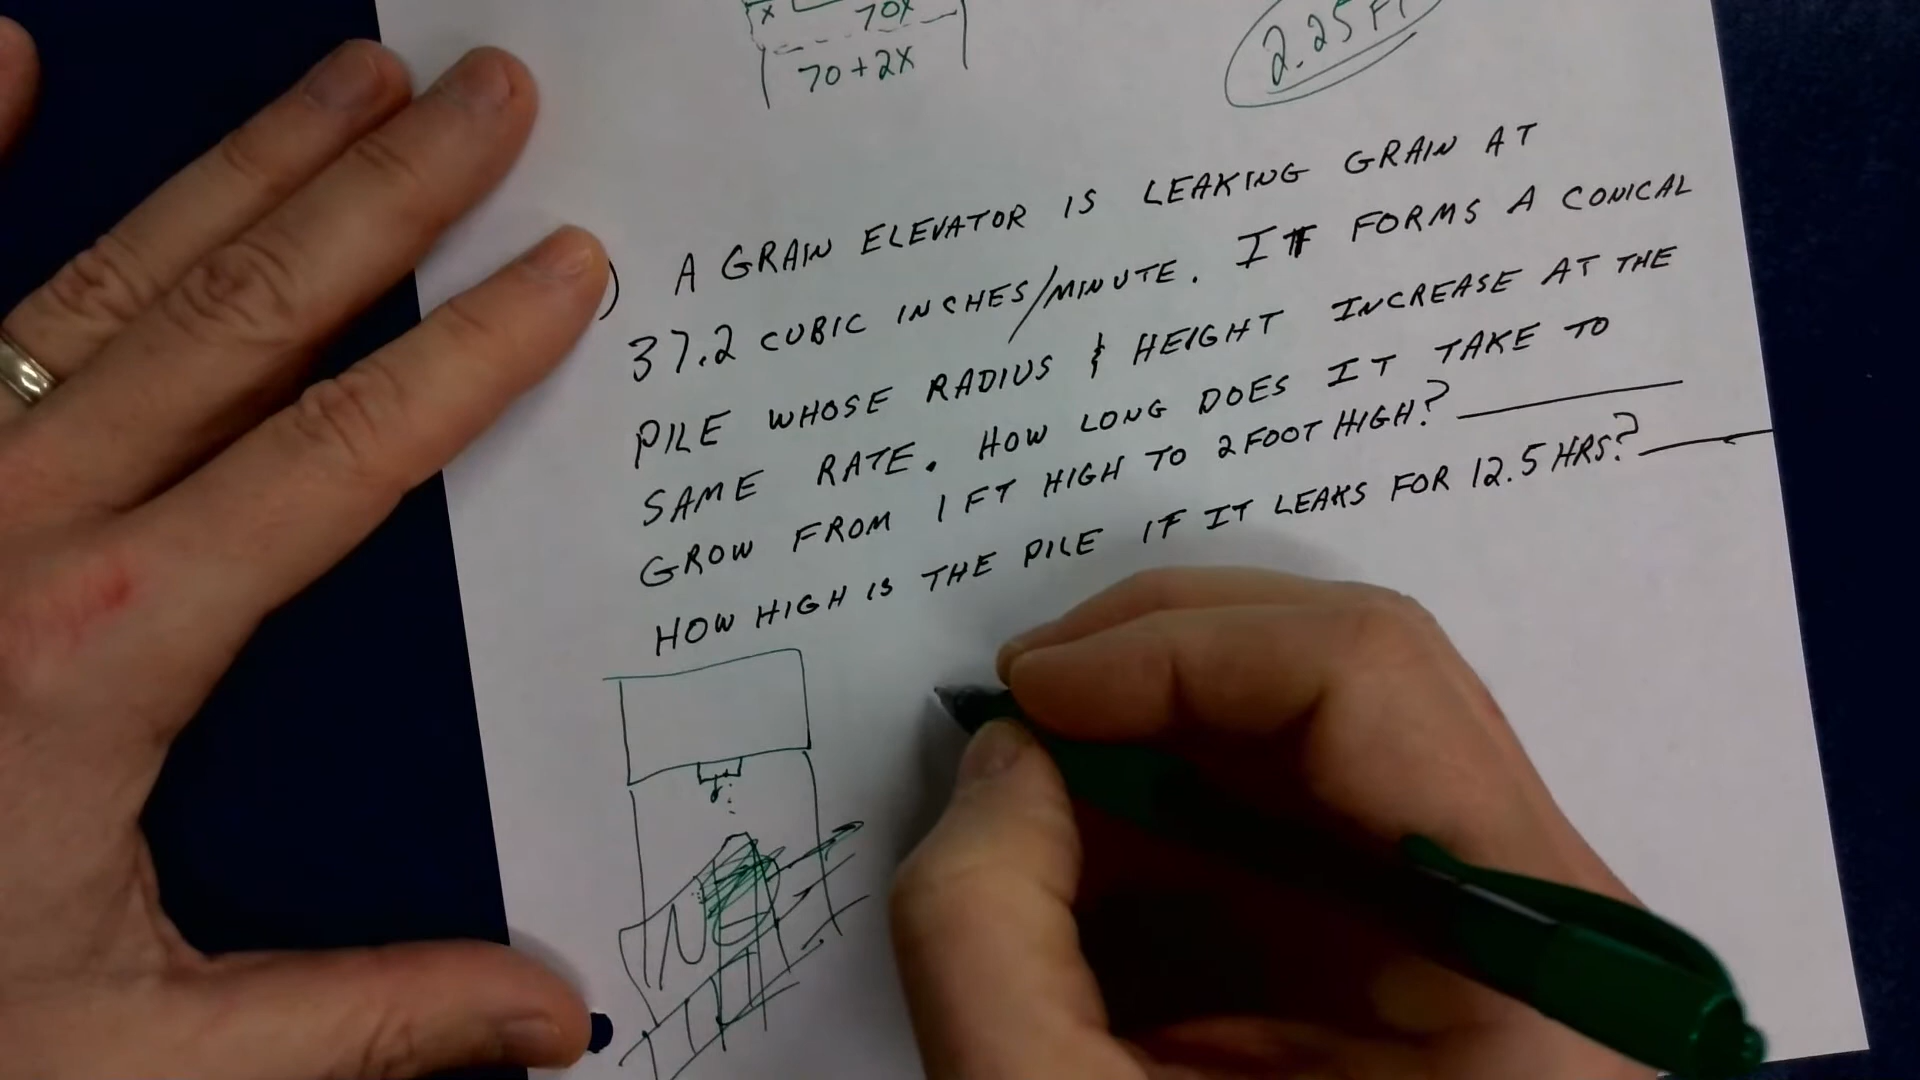 x 70x
70+2x
2.25 FT
) A GRAIN ELEVATOR IS LEAKING GRAIN AT
37.2 CUBIC INCHES/MINUTE. IT FORMS A CONICAL
PILE WHOSE RADIUS & HEIGHT INCREASE AT THE
SAME RATE. HOW LONG DOES IT TAKE TO
GROW FROM 1 FT HIGH TO 2 FOOT HIGH?
HOW HIGH IS THE PILE IF IT LEAKS FOR 12.5 HRS?